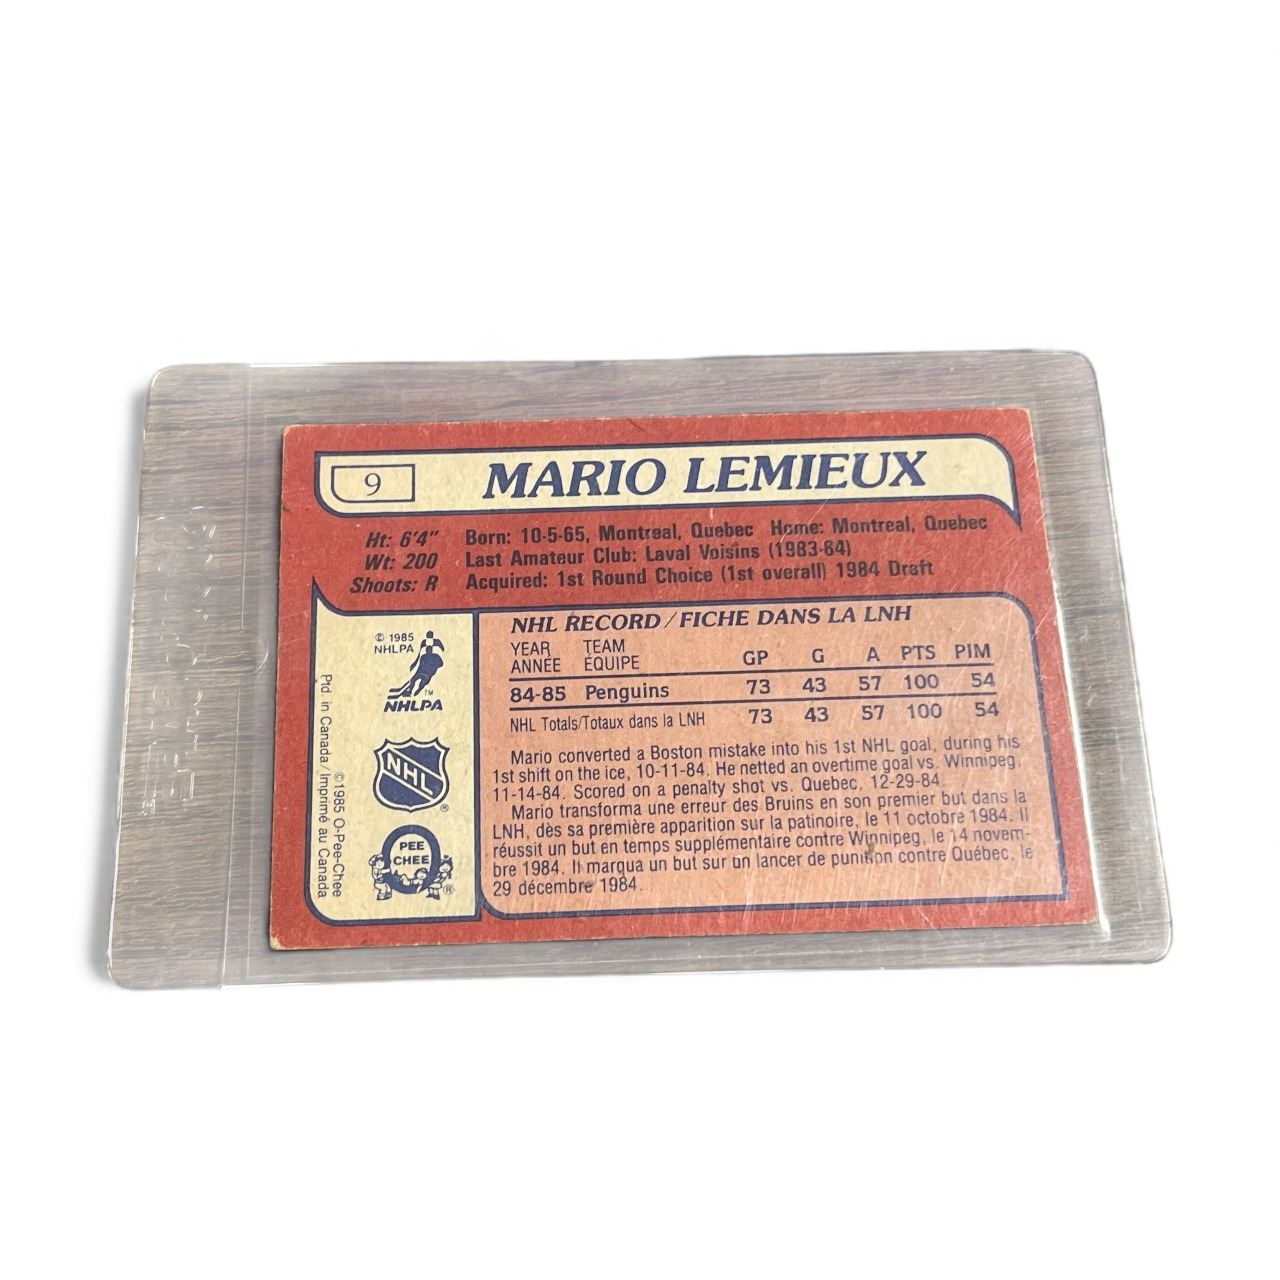 9
MARIO LEMIEUX
Ht: 6'4"
Wt: 200
Shoots: R
Born: 10-5-65, Montreal, Quebec Home: Montreal, Quebec
Last Amateur Club: Laval Voisins (1983-84)
Acquired: 1st Round Choice (1st overall) 1984 Draft
© 1985
NHLPA
TM
NHLPA
NHL
®
O
PEE
CHEE
®
Ptd. in Canada / Imprimé au Canada
©1985 O-Pee-Chee
NHL RECORD / FICHE DANS LA LNH
YEAR TEAM
ANNÉE ÉQUIPE GP G A PTS PIM
84-85 Penguins 73 43 57 100 54
NHL Totals/Totaux dans la LNH 73 43 57 100 54
Mario converted a Boston mistake into his 1st NHL goal, during his
1st shift on the ice, 10-11-84. He netted an overtime goal vs. Winnipeg,
11-14-84. Scored on a penalty shot vs. Quebec, 12-29-84.
Mario transforma une erreur des Bruins en son premier but dans la
LNH, dès sa première apparition sur la patinoire, le 11 octobre 1984. Il
réussit un but en temps supplémentaire contre Winnipeg, le 14 novem-
bre 1984. Il marqua un but sur un lancer de punition contre Québec, le
29 décembre 1984.